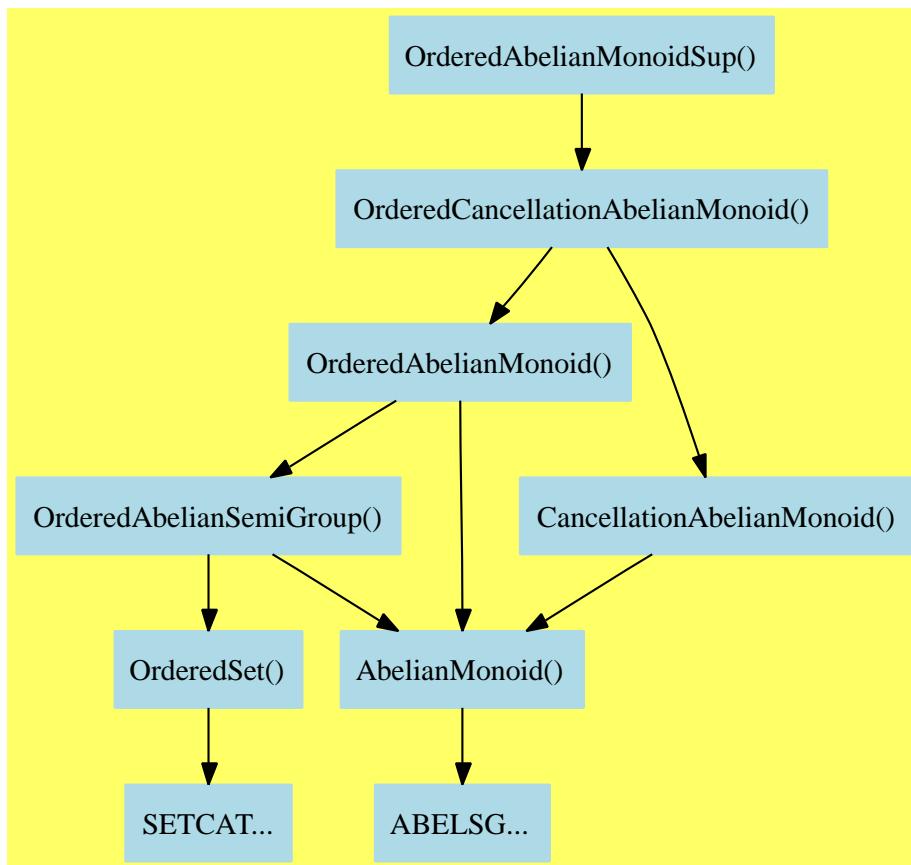 OrderedAbelianMonoidSup()
OrderedCancellationAbelianMonoid()
OrderedAbelianMonoid()
OrderedAbelianSemiGroup()
CancellationAbelianMonoid()
OrderedSet()
AbelianMonoid()
SETCAT...
ABELSG...